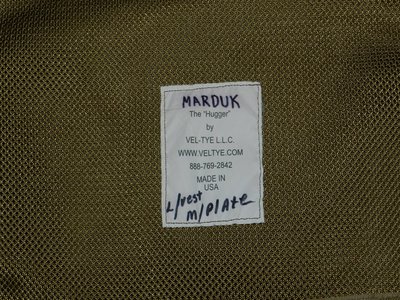 MARDUK
The "Hugger"
by
VEL-TYE L.L.C.
WWW.VELTYE.COM
888-769-2842
MADE IN
USA
L/vest
M/PlAte